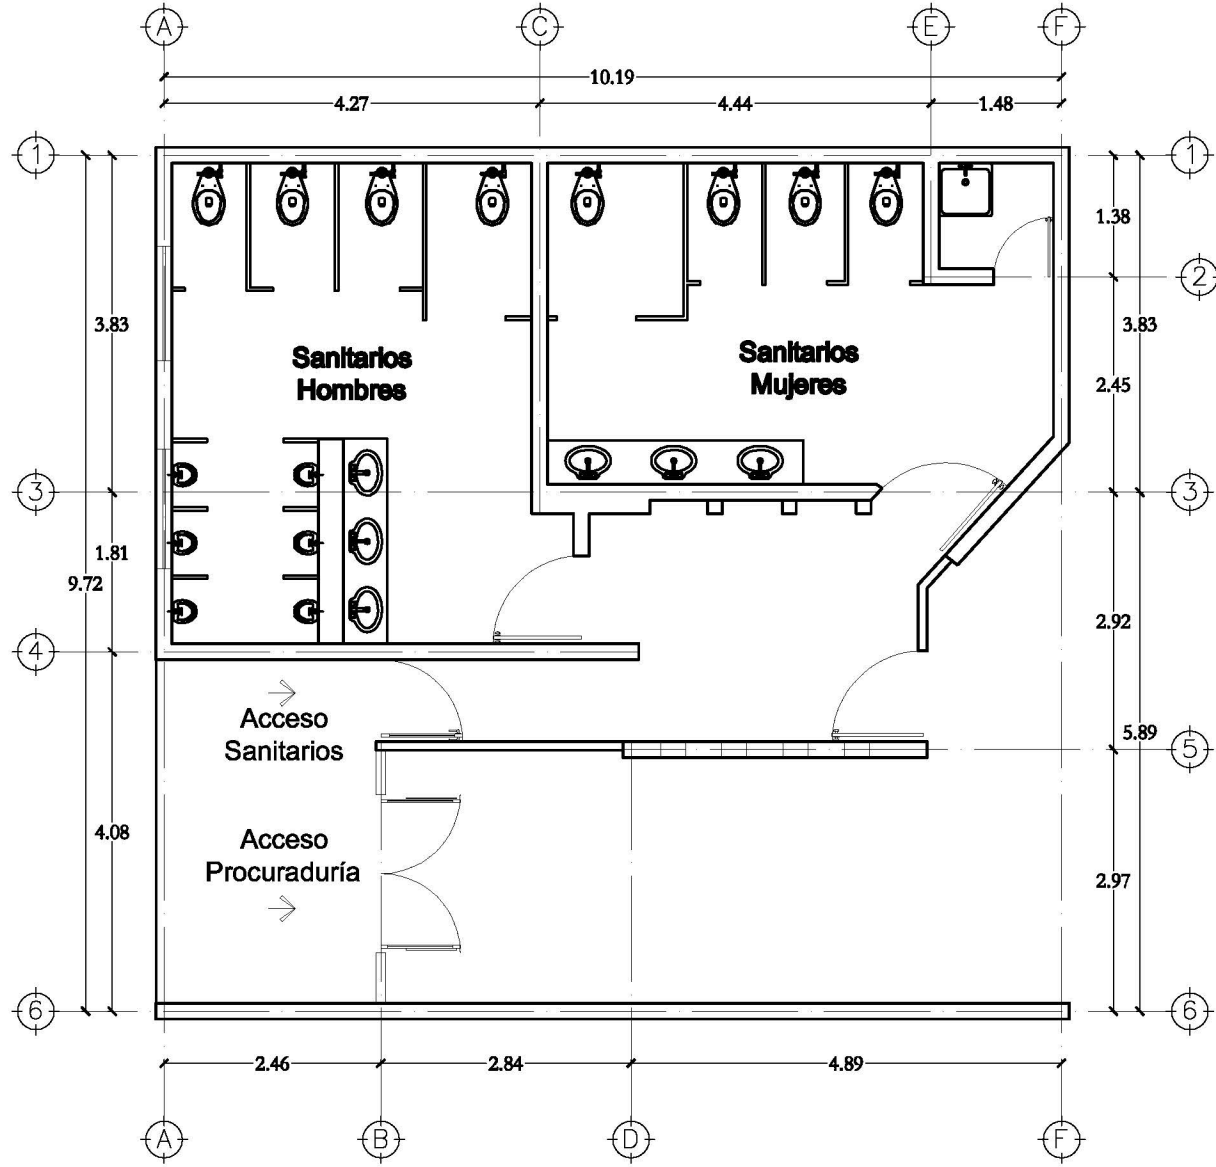 A C E F
10.19
4.27 4.44 1.48
1 1
1.38
2
3.83 3.83
Sanitarios
Hombres
Sanitarios
Mujeres
2.45
3 3
1.81
9.72
2.92
4
Acceso
Sanitarios
5.89
5
4.08
Acceso
Procuraduría
2.97
6 6
2.46 2.84 4.89
A B D F